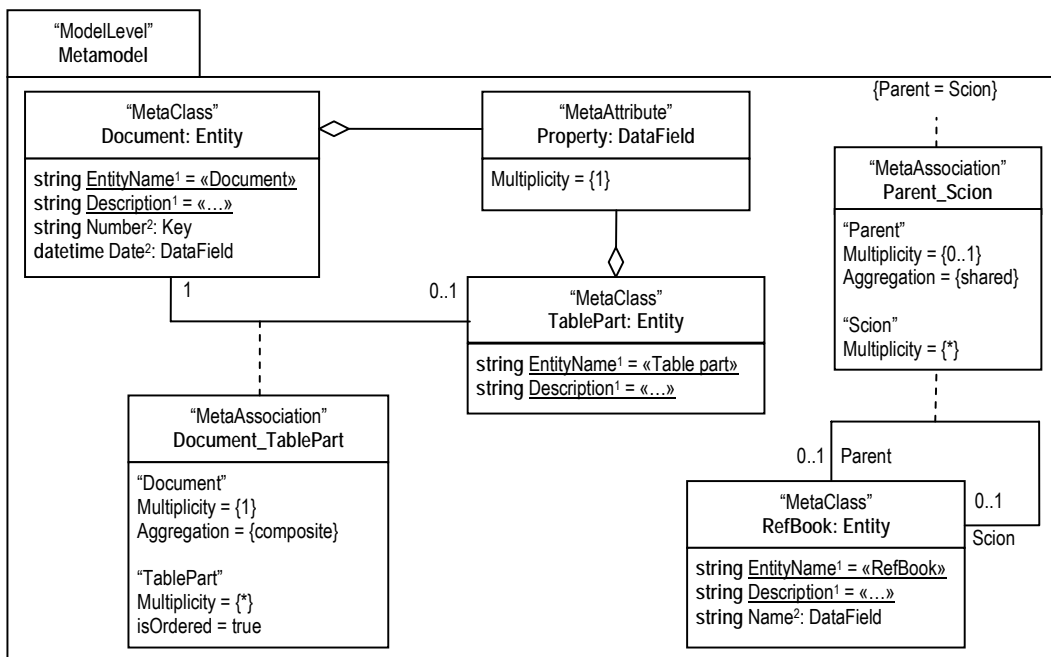 “ModelLevel”
Metamodel
“MetaClass”
Document: Entity
string EntityName¹ = «Document»
string Description¹ = «…»
string Number²: Key
datetime Date²: DataField
“MetaAttribute”
Property: DataField
Multiplicity = {1}
{Parent = Scion}
“MetaAssociation”
Parent_Scion
“Parent”
Multiplicity = {0..1}
Aggregation = {shared}
“Scion”
Multiplicity = {*}
1
0..1
“MetaClass”
TablePart: Entity
string EntityName¹ = «Table part»
string Description¹ = «…»
“MetaAssociation”
Document_TablePart
“Document”
Multiplicity = {1}
Aggregation = {composite}
“TablePart”
Multiplicity = {*}
isOrdered = true
0..1 Parent
“MetaClass”
RefBook: Entity
string EntityName¹ = «RefBook»
string Description¹ = «…»
string Name²: DataField
0..1
Scion